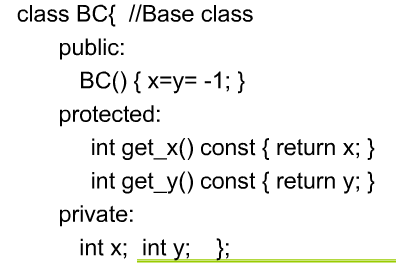 class BC{ //Base class
public:
BC() { x=y= -1; }
protected:
int get_x() const { return x; }
int get_y() const { return y; }
private:
int x; int y; };